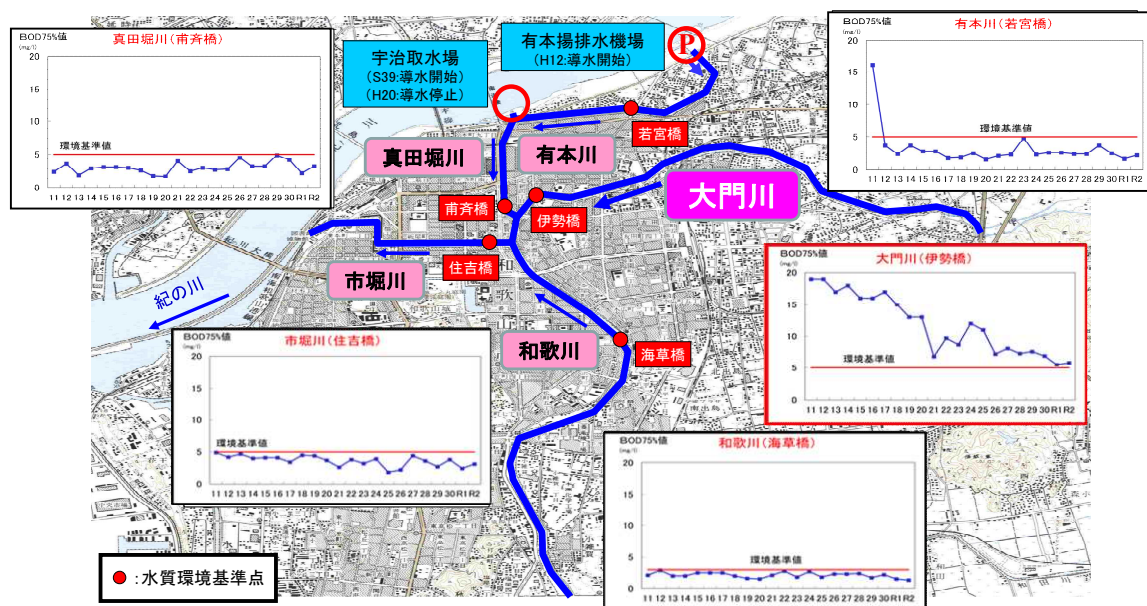 BOD75%値
(mg/l)
真田堀川(甫斉橋)
20
15
10
5
0
環境基準値
11 12 13 14 15 16 17 18 19 20 21 22 23 24 25 26 27 28 29 30 R1 R2
宇治取水場
(S39:導水開始)
(H20:導水停止)
有本揚排水機場
(H12:導水開始)
P
BOD75%値
(mg/l)
有本川(若宮橋)
20
15
10
5
0
環境基準値
11 12 13 14 15 16 17 18 19 20 21 22 23 24 25 26 27 28 29 30 R1 R2
若宮橋
真田堀川
有本川
大門川
甫斉橋
伊勢橋
住吉橋
市堀川
紀の川
和歌川
海草橋
BOD75%値
(mg/l)
大門川(伊勢橋)
20
15
10
5
0
環境基準値
11 12 13 14 15 16 17 18 19 20 21 22 23 24 25 26 27 28 29 30 R1 R2
BOD75%値
(mg/l)
市堀川(住吉橋)
20
15
10
5
0
環境基準値
11 12 13 14 15 16 17 18 19 20 21 22 23 24 25 26 27 28 29 30 R1 R2
BOD75%値
(mg/l)
和歌川(海草橋)
20
15
10
5
0
環境基準値
11 12 13 14 15 16 17 18 19 20 21 22 23 24 25 26 27 28 29 30 R1 R2
:水質環境基準点